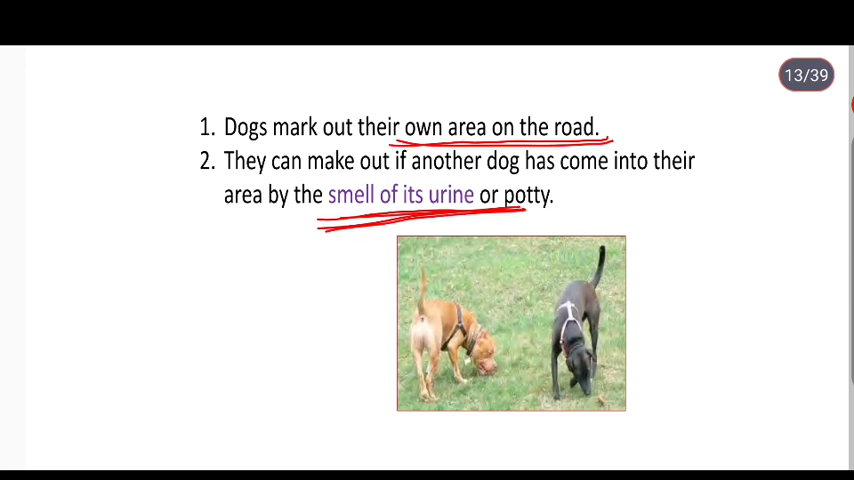 13/39
1. Dogs mark out their own area on the road.
2. They can make out if another dog has come into their
area by the smell of its urine or potty.